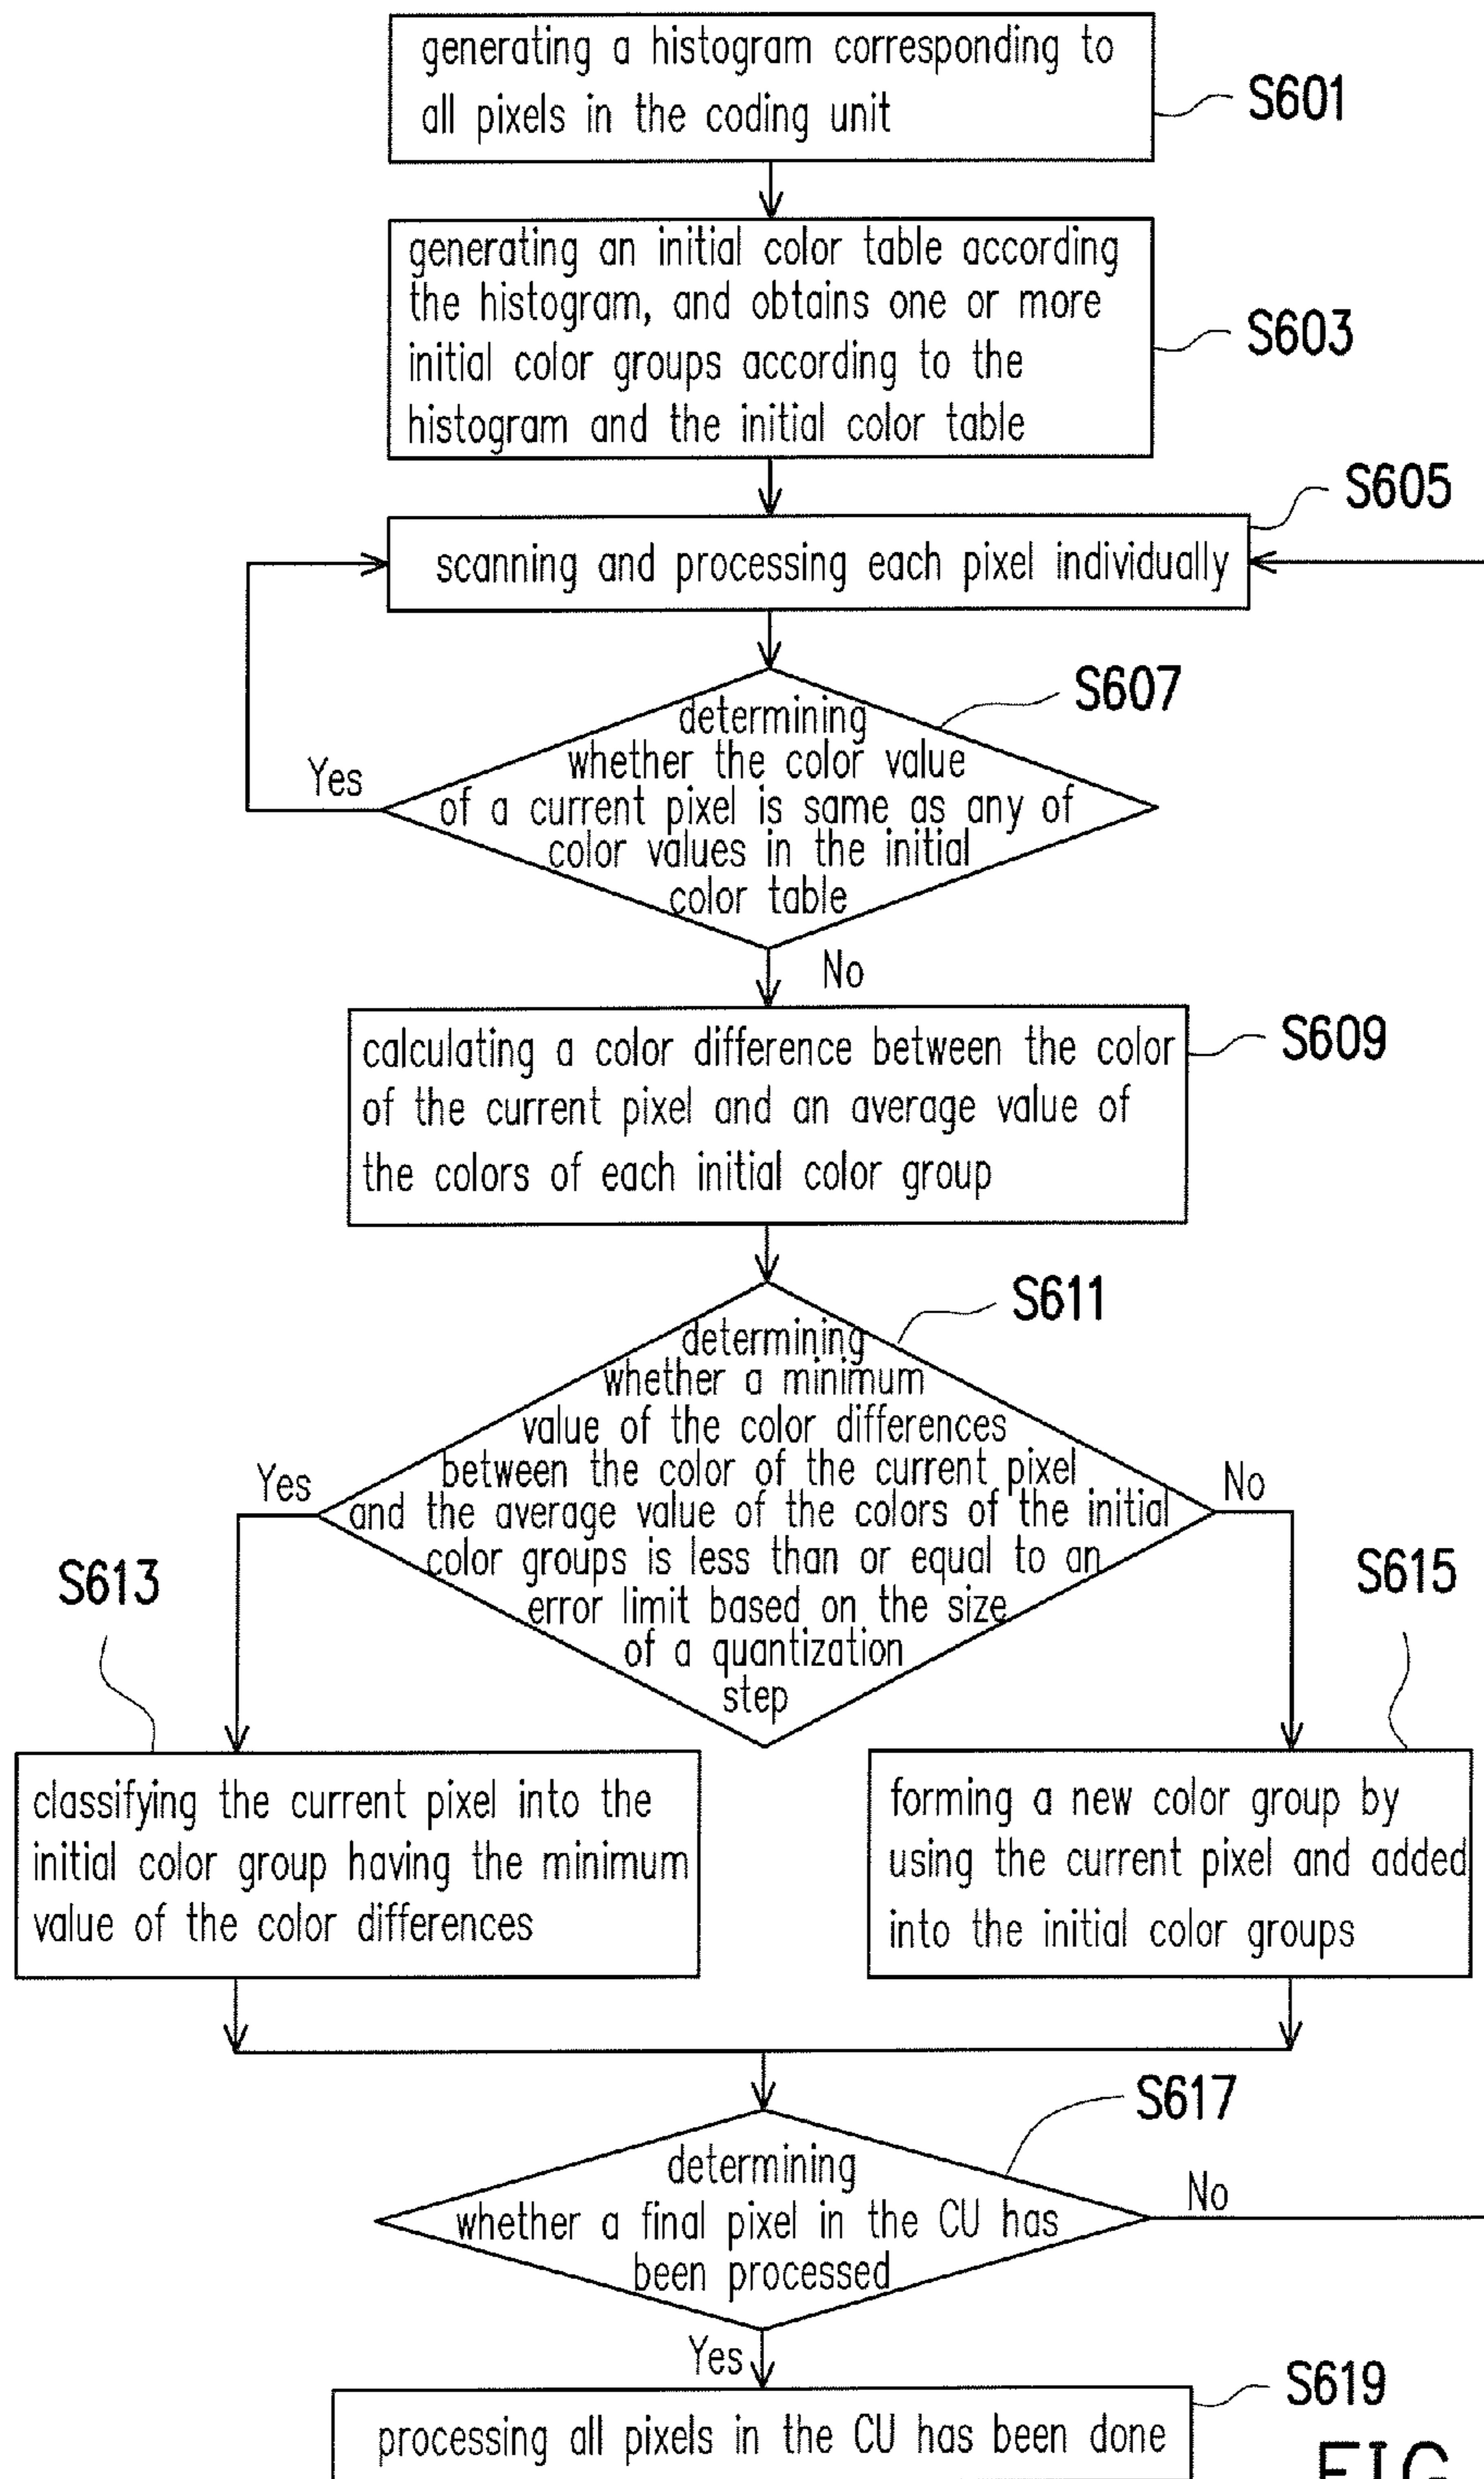 generating a histogram corresponding to
all pixels in the coding unit
S601
generating an initial color table according
the histogram, and obtains one or more
initial color groups according to the
histogram and the initial color table
S603
S605
scanning and processing each pixel individually
S607
determining
whether the color value
of a current pixel is same as any of
color values in the initial
color table
Yes
No
calculating a color difference between the color
of the current pixel and an average value of
the colors of each initial color group
S609
S611
determining
whether a minimum
value of the color differences
between the color of the current pixel
and the average value of the colors of the initial
color groups is less than or equal to an
error limit based on the size
of a quantization
step
Yes
No
S613
S615
classifying the current pixel into the
initial color group having the minimum
value of the color differences
forming a new color group by
using the current pixel and added
into the initial color groups
S617
determining
whether a final pixel in the CU has
been processed
No
Yes
S619
processing all pixels in the CU has been done
FIG